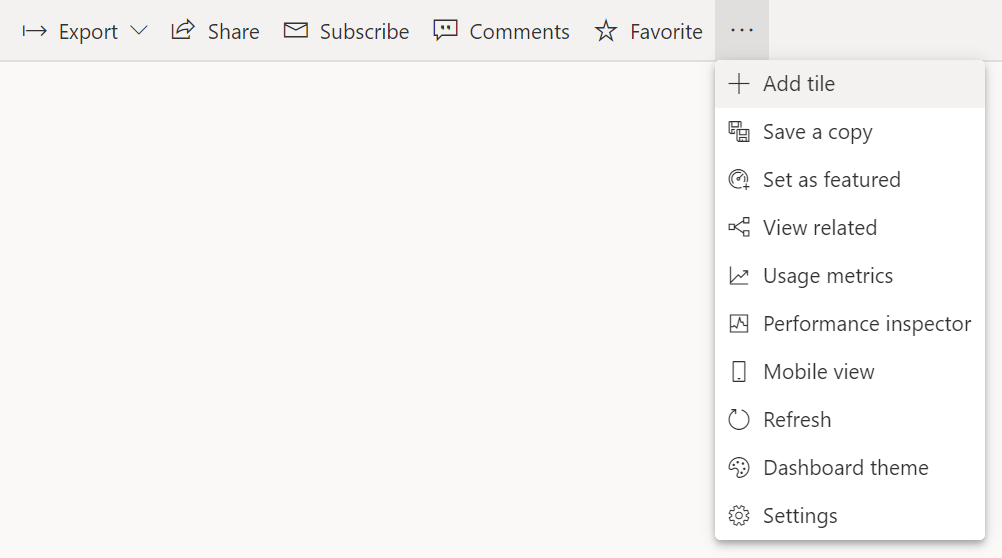 Export Share Subscribe Comments Favorite ...
Add tile
Save a copy
Set as featured
View related
Usage metrics
Performance inspector
Mobile view
Refresh
Dashboard theme
Settings